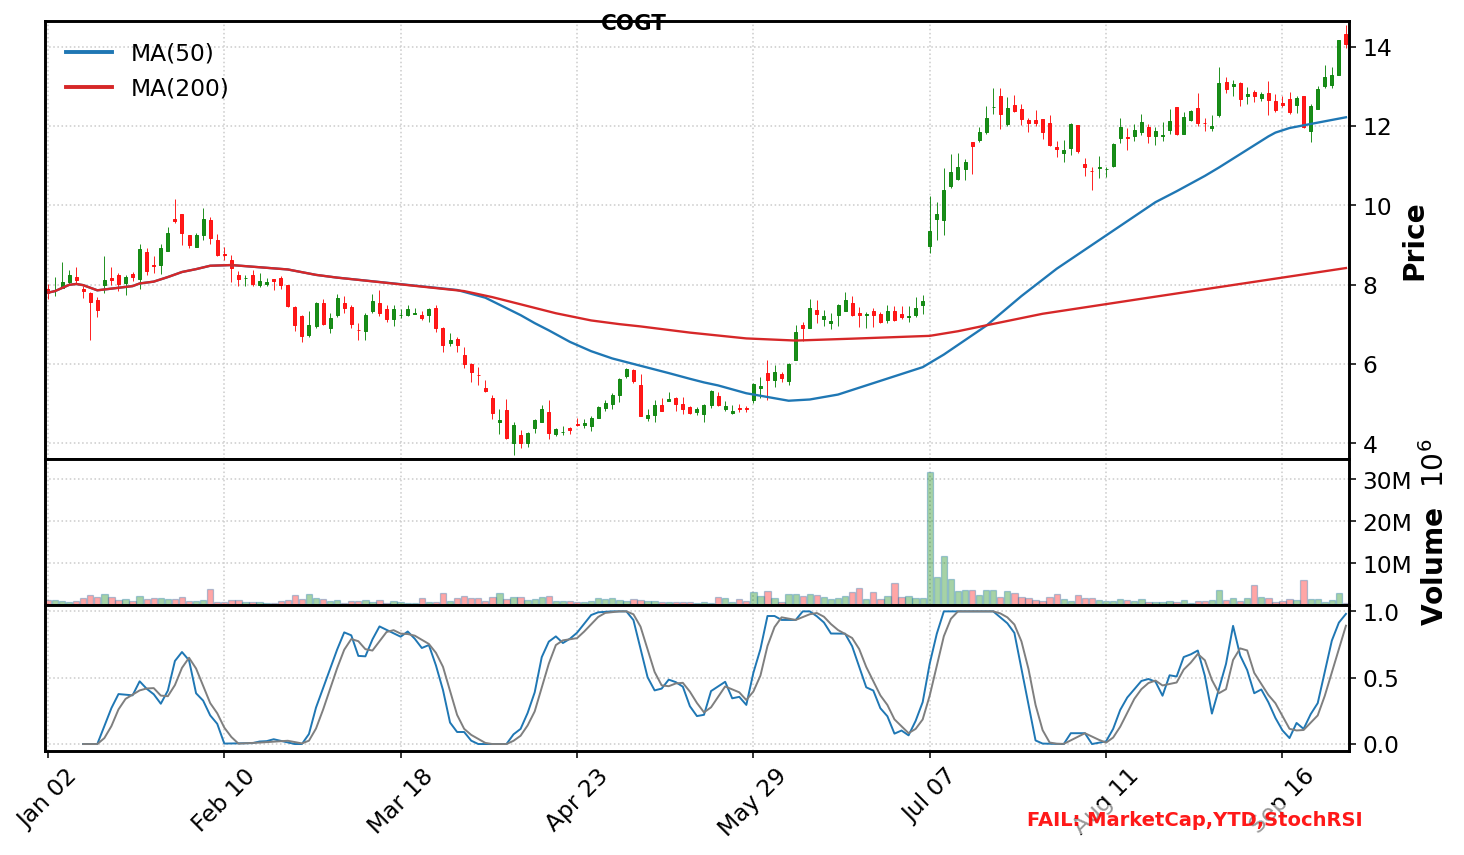 COGT
MA(50)
MA(200)
14
12
10
8
6
4
Price
10⁶
30M
20M
10M
Volume
1.0
0.5
0.0
Jan 02
Feb 10
Mar 18
Apr 23
May 29
Jul 07
Aug 11
Sep 16
FAIL: MarketCap,YTD,StochRSI